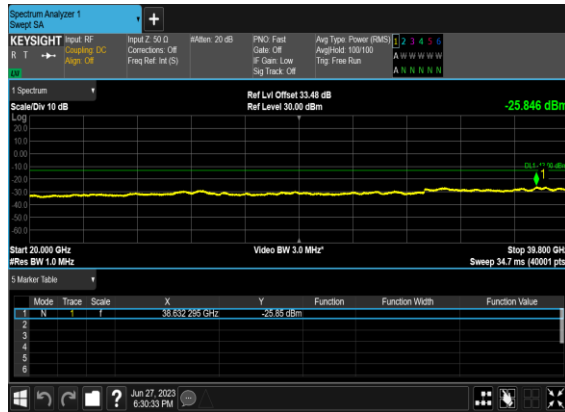 Spectrum Analyzer 1
Swept SA
+
KEYSIGHT Input: RF Input Z: 50 Ω #Atten: 20 dB PNO: Fast Avg Type: Power (RMS) 1 2 3 4 5 6
R T Coupling: DC Corrections: Off Gate: Off Avg|Hold: 100/100 A W W W W W
Align: Off Freq Ref: Int (S) IF Gain: Low Trig: Free Run
Sig Track: Off A N N N N N
1 Spectrum
Ref Lvl Offset 33.48 dB
Scale/Div 10 dB Ref Level 30.00 dBm -25.846 dBm
Log
20.0
10.0
0.00
-10.0
-20.0
-30.0
-40.0
-50.0
-60.0
1
Start 20.000 GHz Video BW 3.0 MHz* Stop 39.800 GHz
#Res BW 1.0 MHz Sweep 34.7 ms (40001 pts)
5 Marker Table
Mode Trace Scale X Y Function Function Width Function Value
1 N 1 f 38.632 295 GHz -25.85 dBm
2
3
4
5
6
? Jun 27, 2023
6:30:33 PM